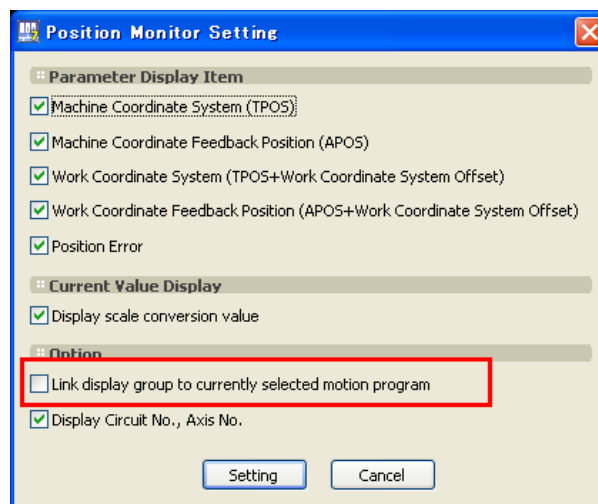 Position Monitor Setting
Parameter Display Item
Machine Coordinate System (TPOS)
Machine Coordinate Feedback Position (APOS)
Work Coordinate System (TPOS+Work Coordinate System Offset)
Work Coordinate Feedback Position (APOS+Work Coordinate System Offset)
Position Error
Current Value Display
Display scale conversion value
Option
Link display group to currently selected motion program
Display Circuit No., Axis No.
Setting Cancel